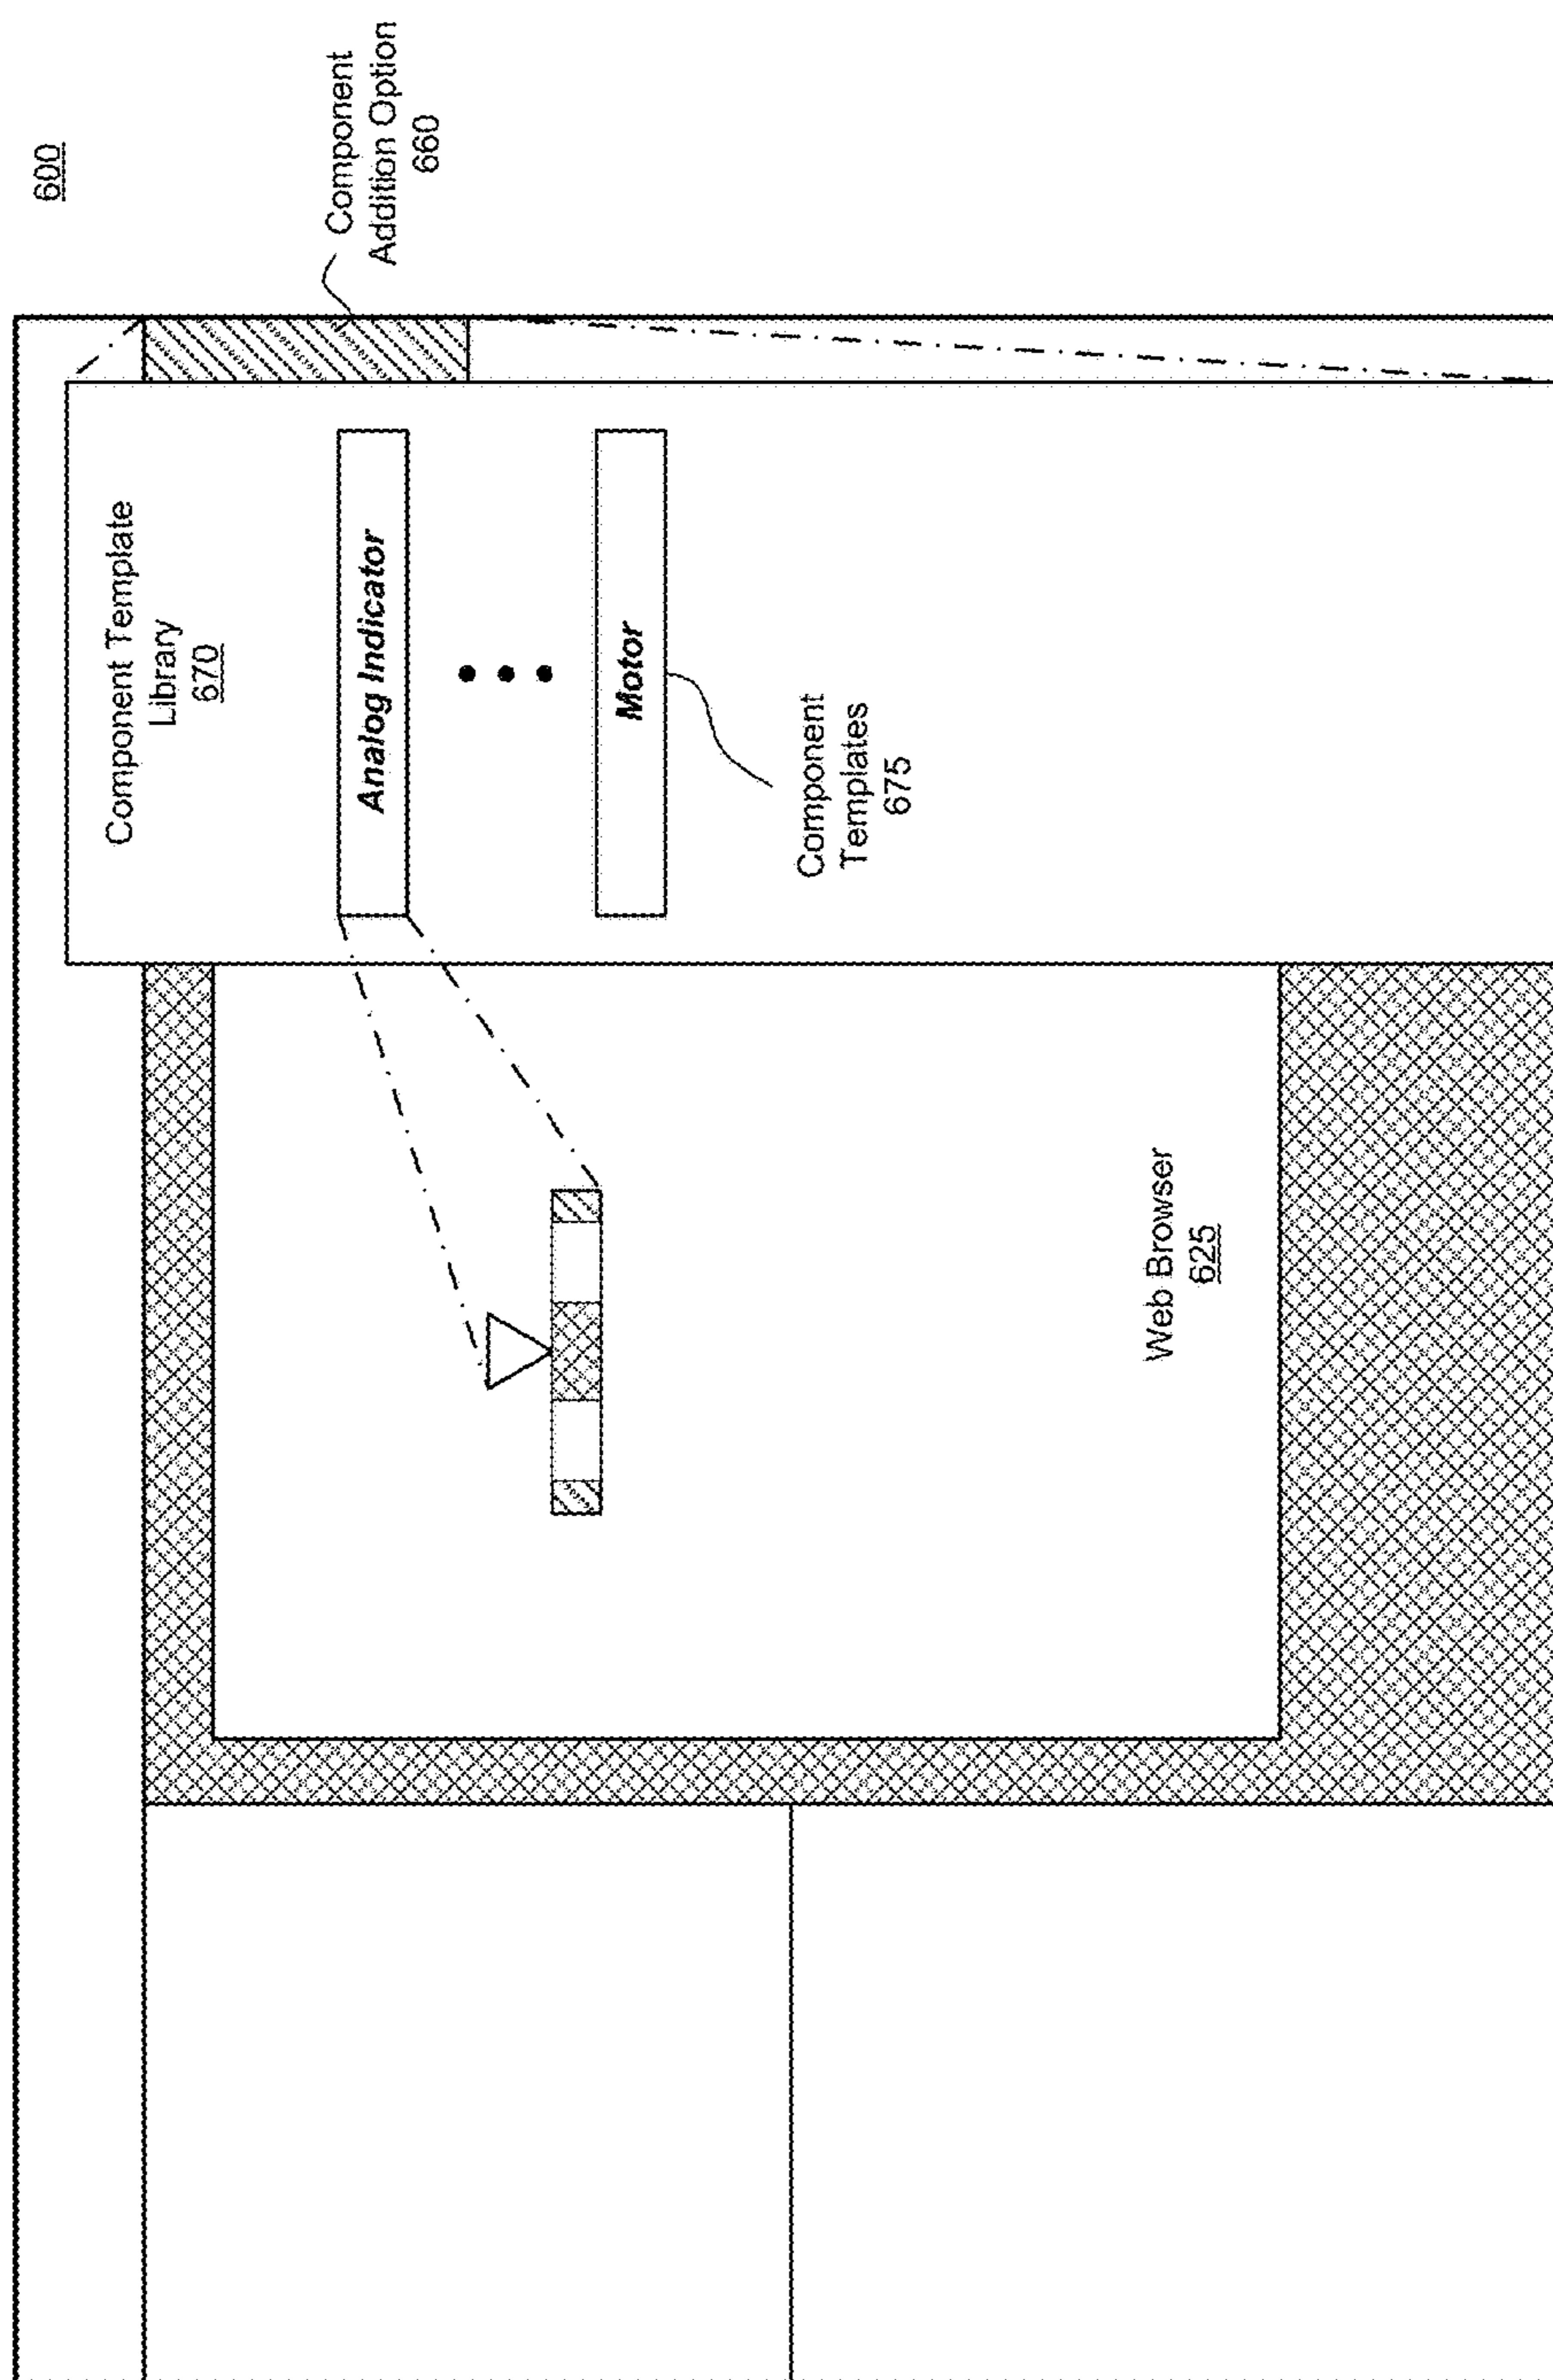 600
Component
Addition Option
660
Component Template
Library
670
Analog Indicator
Motor
Component
Templates
675
Web Browser
625